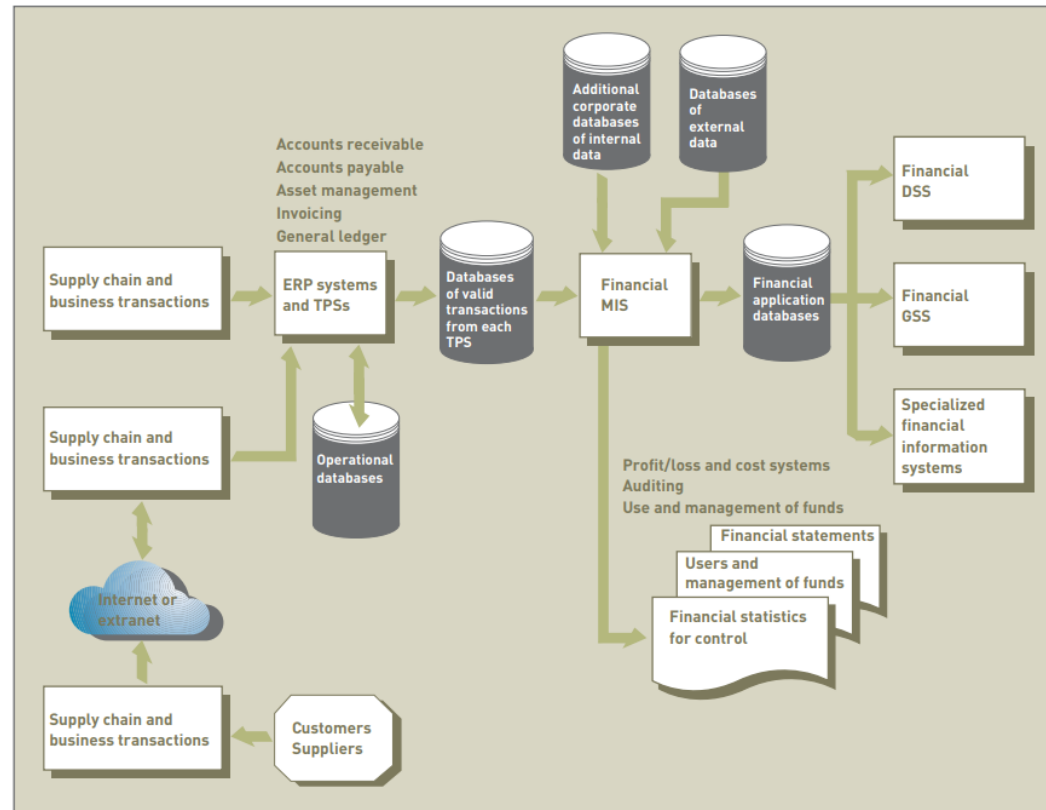 Additional
corporate
databases
of internal
data
Databases
of
external
data
Accounts receivable
Accounts payable
Asset management
Invoicing
General ledger
Financial
DSS
Supply chain and
business transactions
ERP systems
and TPSs
Databases
of valid
transactions
from each
TPS
Financial
MIS
Financial
application
databases
Financial
GSS
Supply chain and
business transactions
Operational
databases
Specialized
financial
information
systems
Profit/loss and cost systems
Auditing
Use and management of funds
Financial statements
Users and
management of funds
Financial statistics
for control
Internet or
extranet
Supply chain and
business transactions
Customers
Suppliers